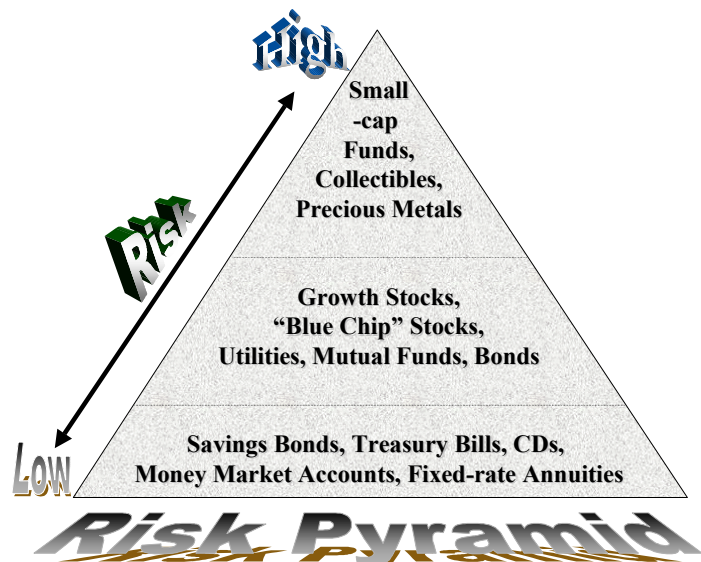 High
Small
-cap
Funds,
Collectibles,
Precious Metals
Risk
Growth Stocks,
“Blue Chip” Stocks,
Utilities, Mutual Funds, Bonds
Low
Savings Bonds, Treasury Bills, CDs,
Money Market Accounts, Fixed-rate Annuities
Risk Pyramid